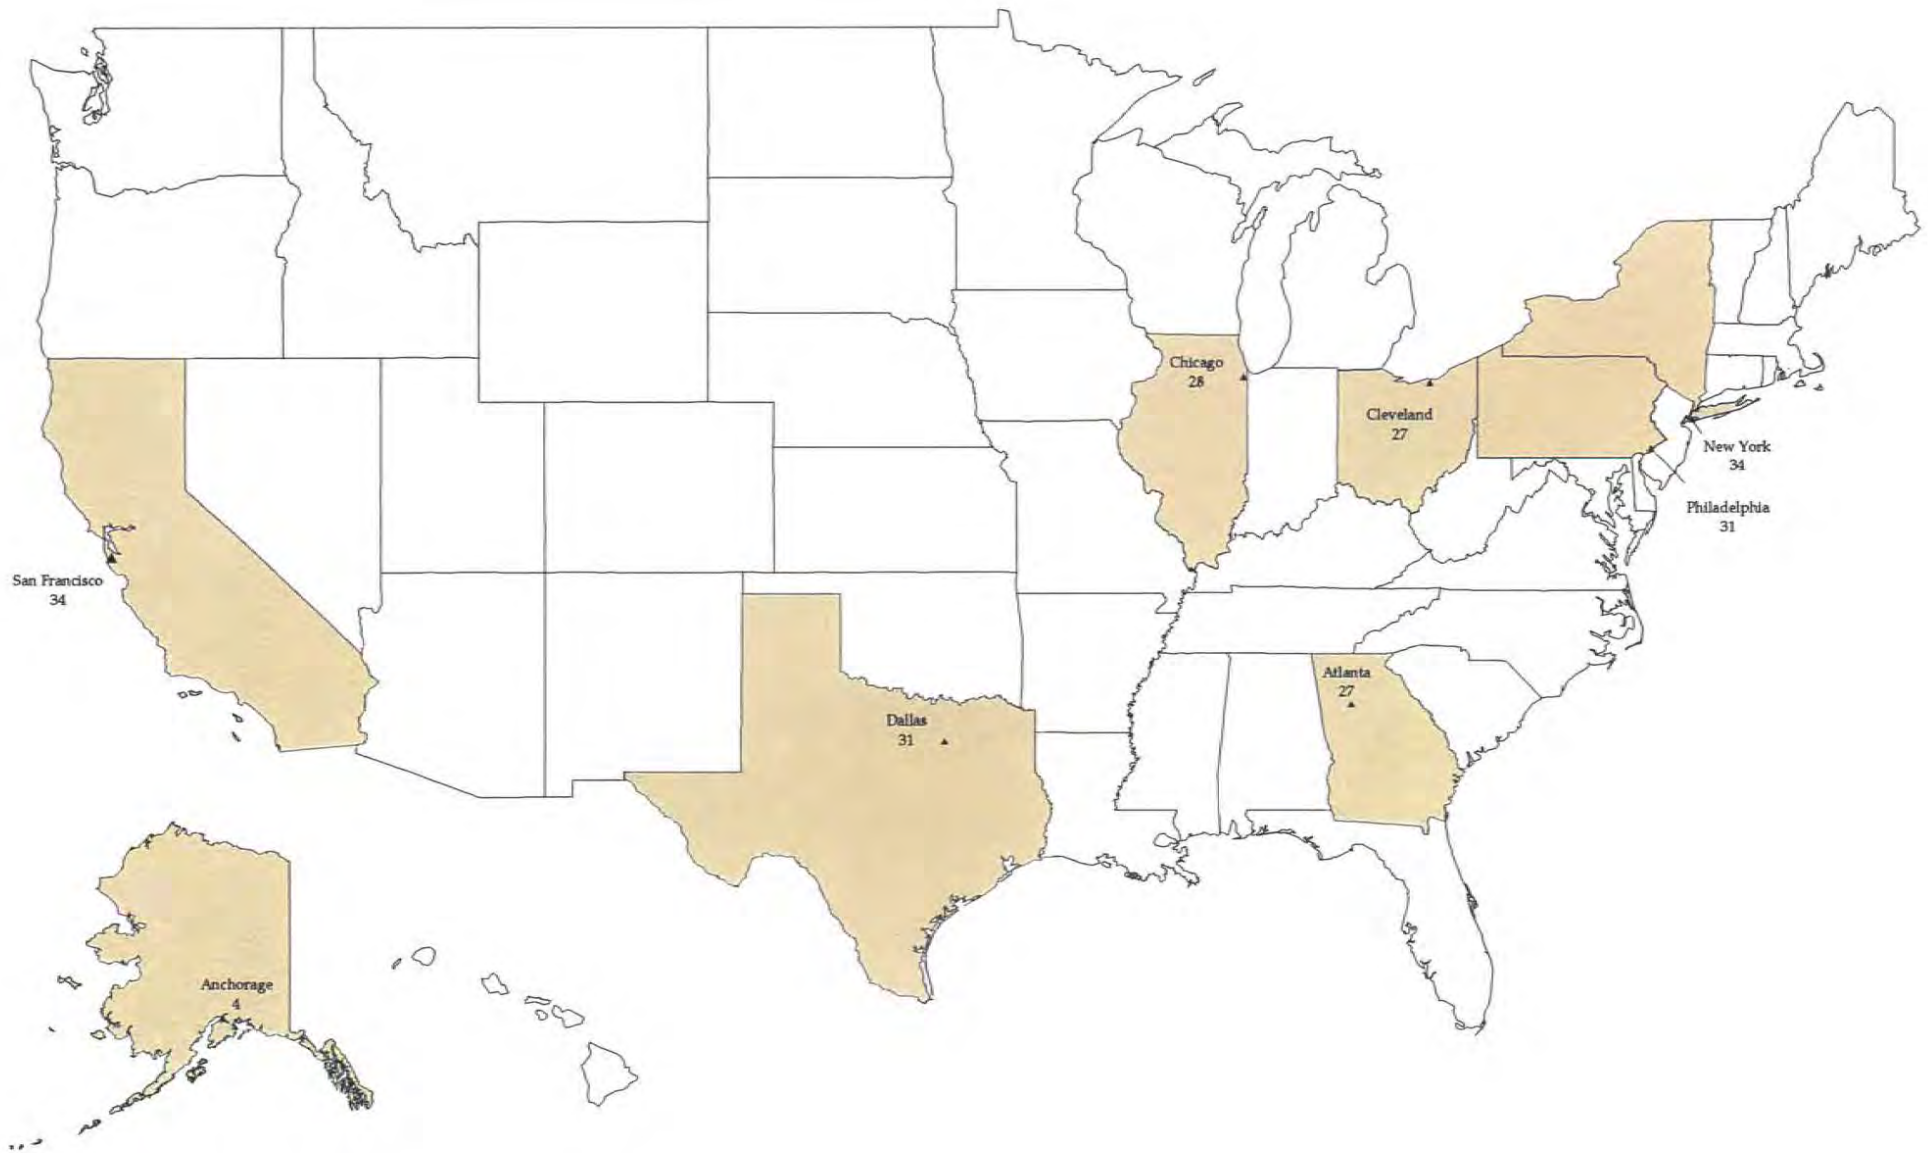 Chicago
28
Cleveland
27
New York
34
Philadelphia
31
San Francisco
34
Atlanta
27
Dallas
31
Anchorage
4